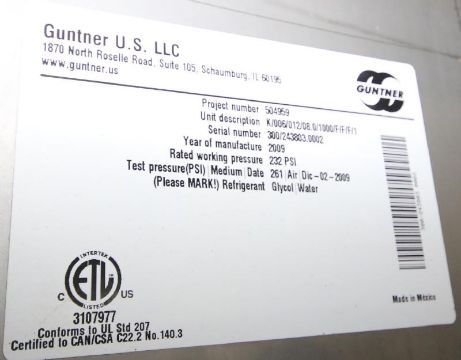 Guntner U.S. LLC
1870 North Roselle Road, Suite 105, Schaumburg, IL 60195
www.guntner.us
GUNTNER
Project number 504959
Unit description K/006/012/08.0/1000/F/F/E/1
Serial number 300/243803.0002
Year of manufacture 2009
Rated working pressure 232 PSI
Test pressure(PSI) | Medium | Date 261 | Air | Dic-02-2009
(Please MARK!) Refrigerant Glycol | Water
INTERTEK
ETL
LISTED
C US
3107977
Conforms to UL Std 207
Certified to CAN/CSA C22.2 No.140.3
Made in México